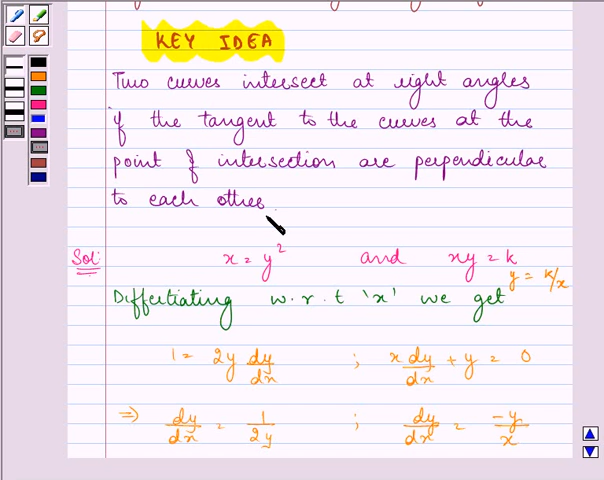 KEY IDEA
Two curves intersect at right angles
if the tangent to the curves at the
point of intersection are perpendicular
to each other.
Sol: x = y² and xy = k
y = k/x
Differtiating w.r.t 'x' we get
1 = 2y dy/dx ; x dy/dx + y = 0
⇒ dy/dx = 1/2y ; dy/dx = -y/x